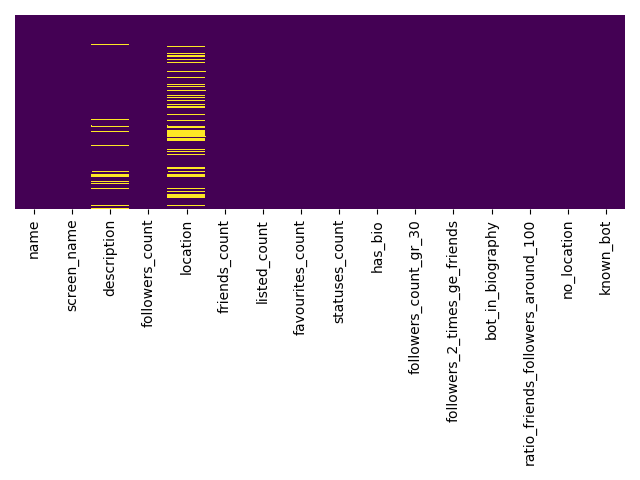 name
screen_name
description
followers_count
location
friends_count
listed_count
favourites_count
statuses_count
has_bio
followers_count_gr_30
followers_2_times_ge_friends
bot_in_biography
ratio_friends_followers_around_100
no_location
known_bot